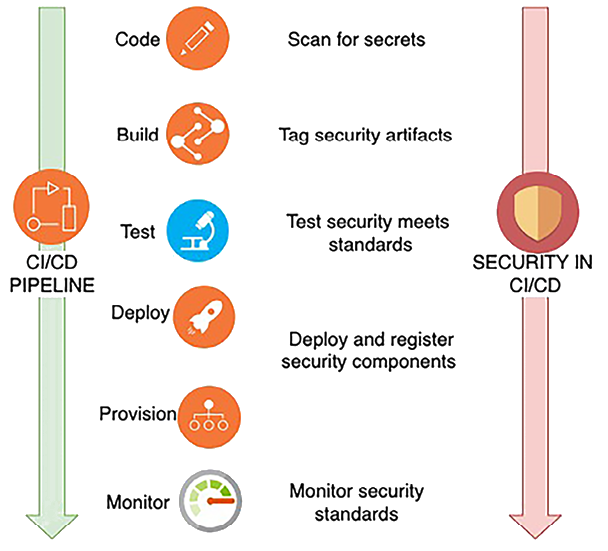 Code
Scan for secrets
Build
Tag security artifacts
Test
Test security meets
standards
CI/CD
PIPELINE
SECURITY IN
CI/CD
Deploy
Deploy and register
security components
Provision
Monitor
Monitor security
standards